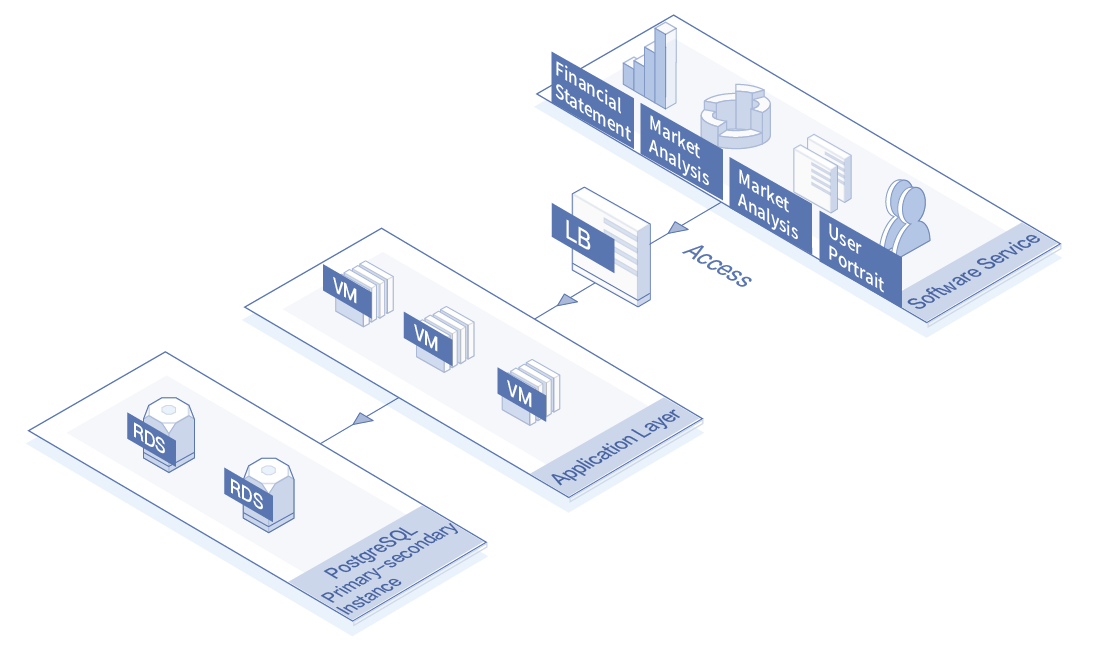 Financial
Statement
Market
Analysis
Market
Analysis
User
Portrait
Software Service
LB
Access
VM
VM
VM
Application Layer
RDS
RDS
PostgreSQL
Primary-secondary
Instance